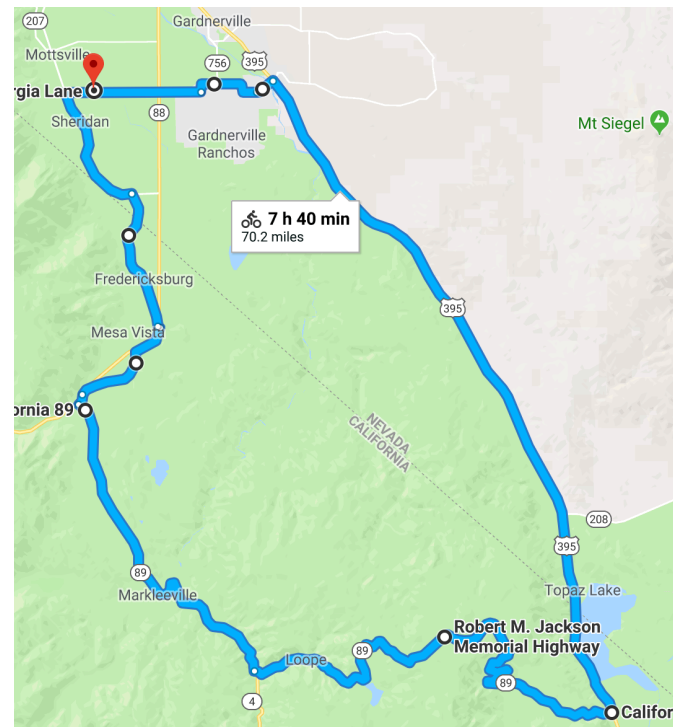 207
Gardnerville
Mottsville
756
395
rgia Lane
88
Sheridan
Gardnerville
Ranchos
Mt Siegel
7 h 40 min
70.2 miles
Fredericksburg
395
Mesa Vista
ornia 89
NEVADA
CALIFORNIA
208
395
89
Markleeville
Topaz Lake
Robert M. Jackson
Memorial Highway
89
Loope
89
4
Califor